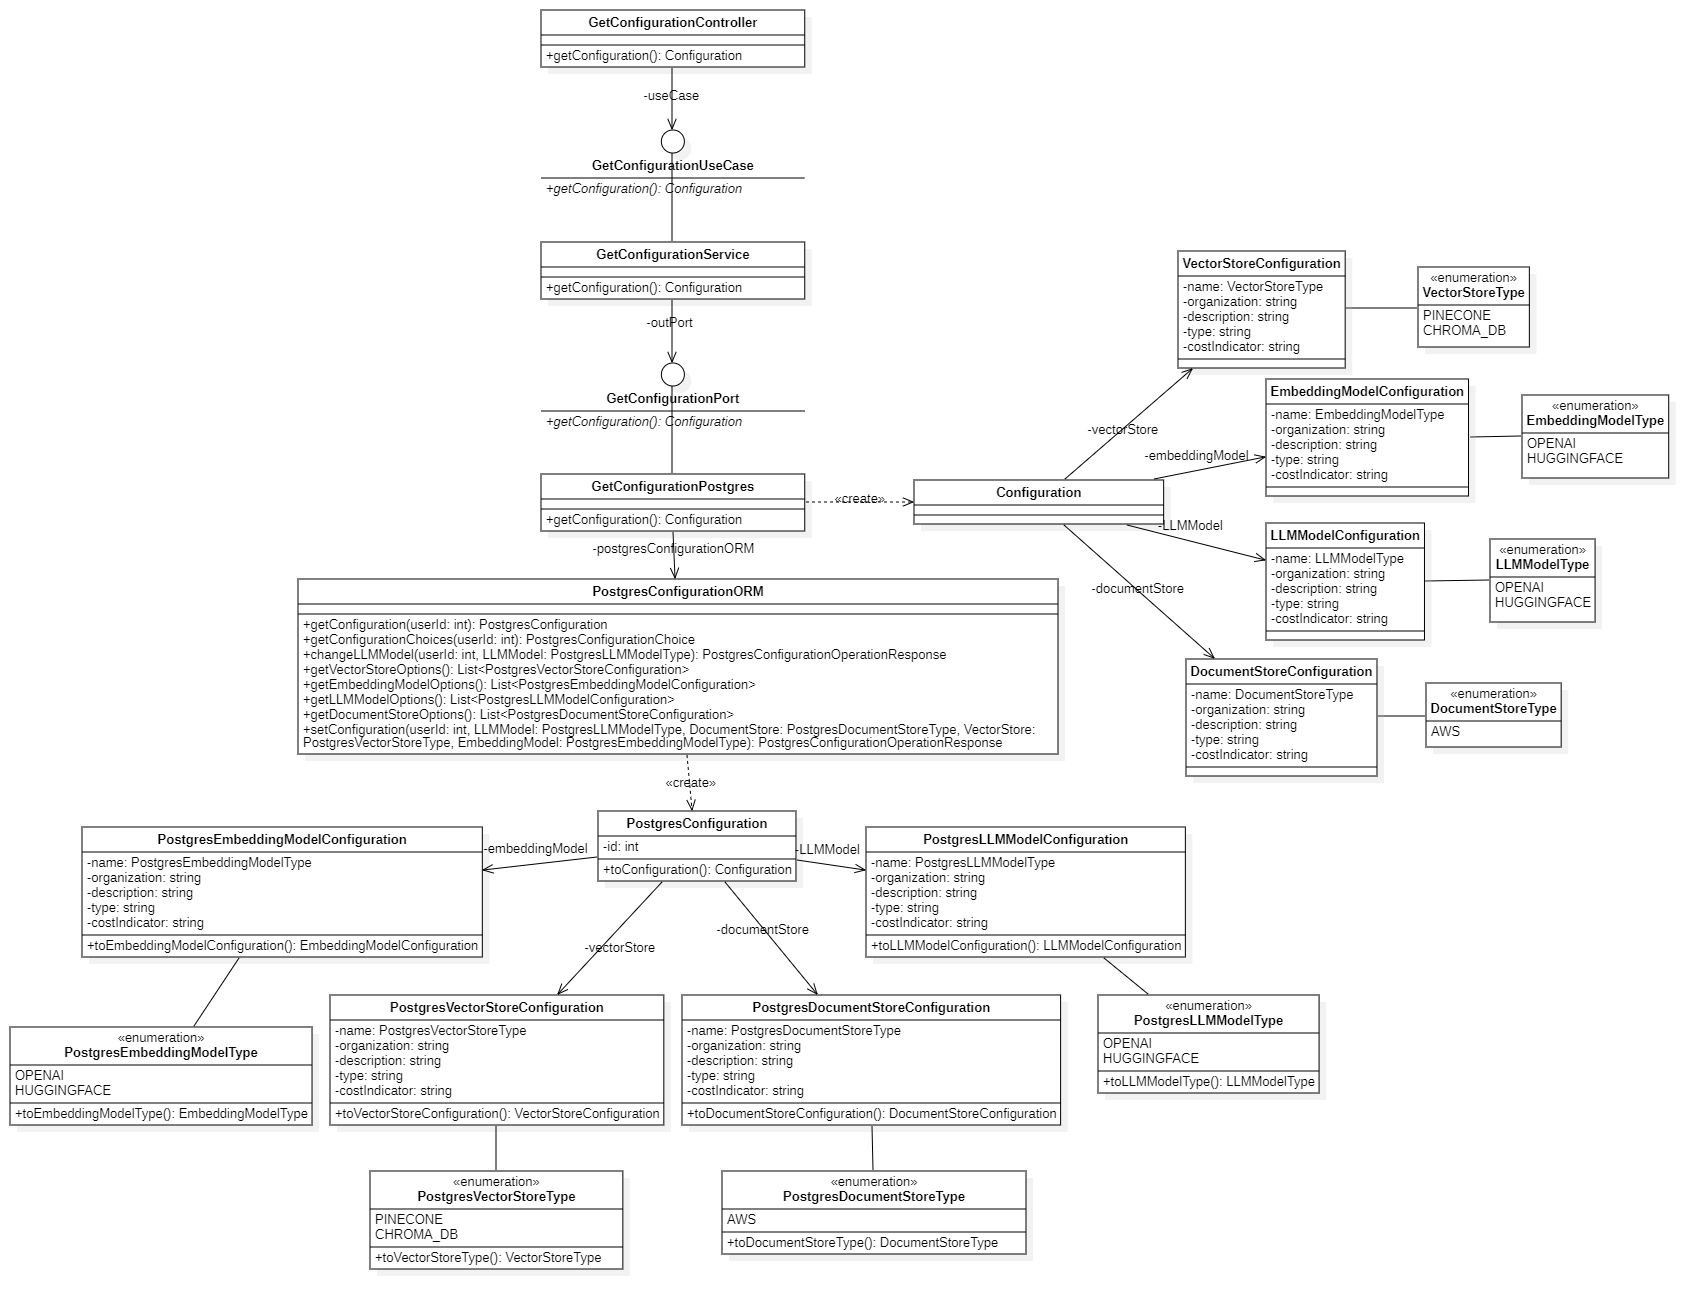 GetConfigurationController
+getConfiguration(): Configuration
-useCase
GetConfigurationUseCase
+getConfiguration(): Configuration
GetConfigurationService
+getConfiguration(): Configuration
-outPort
GetConfigurationPort
+getConfiguration(): Configuration
GetConfigurationPostgres
+getConfiguration(): Configuration
«create»
Configuration
-vectorStore
-embeddingModel
-LLMModel
-documentStore
VectorStoreConfiguration
-name: VectorStoreType
-organization: string
-description: string
-type: string
-costIndicator: string
«enumeration»
VectorStoreType
PINECONE
CHROMA_DB
EmbeddingModelConfiguration
-name: EmbeddingModelType
-organization: string
-description: string
-type: string
-costIndicator: string
«enumeration»
EmbeddingModelType
OPENAI
HUGGINGFACE
LLMModelConfiguration
-name: LLMModelType
-organization: string
-description: string
-type: string
-costIndicator: string
«enumeration»
LLMModelType
OPENAI
HUGGINGFACE
DocumentStoreConfiguration
-name: DocumentStoreType
-organization: string
-description: string
-type: string
-costIndicator: string
«enumeration»
DocumentStoreType
AWS
-postgresConfigurationORM
PostgresConfigurationORM
+getConfiguration(userId: int): PostgresConfiguration
+getConfigurationChoices(userId: int): PostgresConfigurationChoice
+changeLLMModel(userId: int, LLMModel: PostgresLLMModelType): PostgresConfigurationOperationResponse
+getVectorStoreOptions(): List<PostgresVectorStoreConfiguration>
+getEmbeddingModelOptions(): List<PostgresEmbeddingModelConfiguration>
+getLLMModelOptions(): List<PostgresLLMModelConfiguration>
+getDocumentStoreOptions(): List<PostgresDocumentStoreConfiguration>
+setConfiguration(userId: int, LLMModel: PostgresLLMModelType, DocumentStore: PostgresDocumentStoreType, VectorStore:
PostgresVectorStoreType, EmbeddingModel: PostgresEmbeddingModelType): PostgresConfigurationOperationResponse
«create»
PostgresConfiguration
-id: int
+toConfiguration(): Configuration
-embeddingModel
-LLMModel
-vectorStore
-documentStore
PostgresEmbeddingModelConfiguration
-name: PostgresEmbeddingModelType
-organization: string
-description: string
-type: string
-costIndicator: string
+toEmbeddingModelConfiguration(): EmbeddingModelConfiguration
PostgresLLMModelConfiguration
-name: PostgresLLMModelType
-organization: string
-description: string
-type: string
-costIndicator: string
+toLLMModelConfiguration(): LLMModelConfiguration
«enumeration»
PostgresEmbeddingModelType
OPENAI
HUGGINGFACE
+toEmbeddingModelType(): EmbeddingModelType
PostgresVectorStoreConfiguration
-name: PostgresVectorStoreType
-organization: string
-description: string
-type: string
-costIndicator: string
+toVectorStoreConfiguration(): VectorStoreConfiguration
PostgresDocumentStoreConfiguration
-name: PostgresDocumentStoreType
-organization: string
-description: string
-type: string
-costIndicator: string
+toDocumentStoreConfiguration(): DocumentStoreConfiguration
«enumeration»
PostgresLLMModelType
OPENAI
HUGGINGFACE
+toLLMModelType(): LLMModelType
«enumeration»
PostgresVectorStoreType
PINECONE
CHROMA_DB
+toVectorStoreType(): VectorStoreType
«enumeration»
PostgresDocumentStoreType
AWS
+toDocumentStoreType(): DocumentStoreType